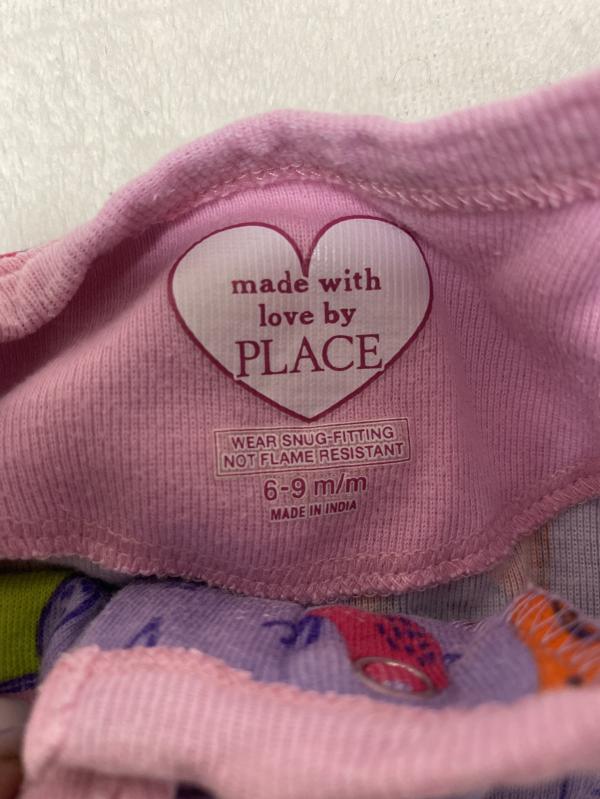 made with
love by
PLACE
WEAR SNUG-FITTING
NOT FLAME RESISTANT
6-9 m/m
MADE IN INDIA